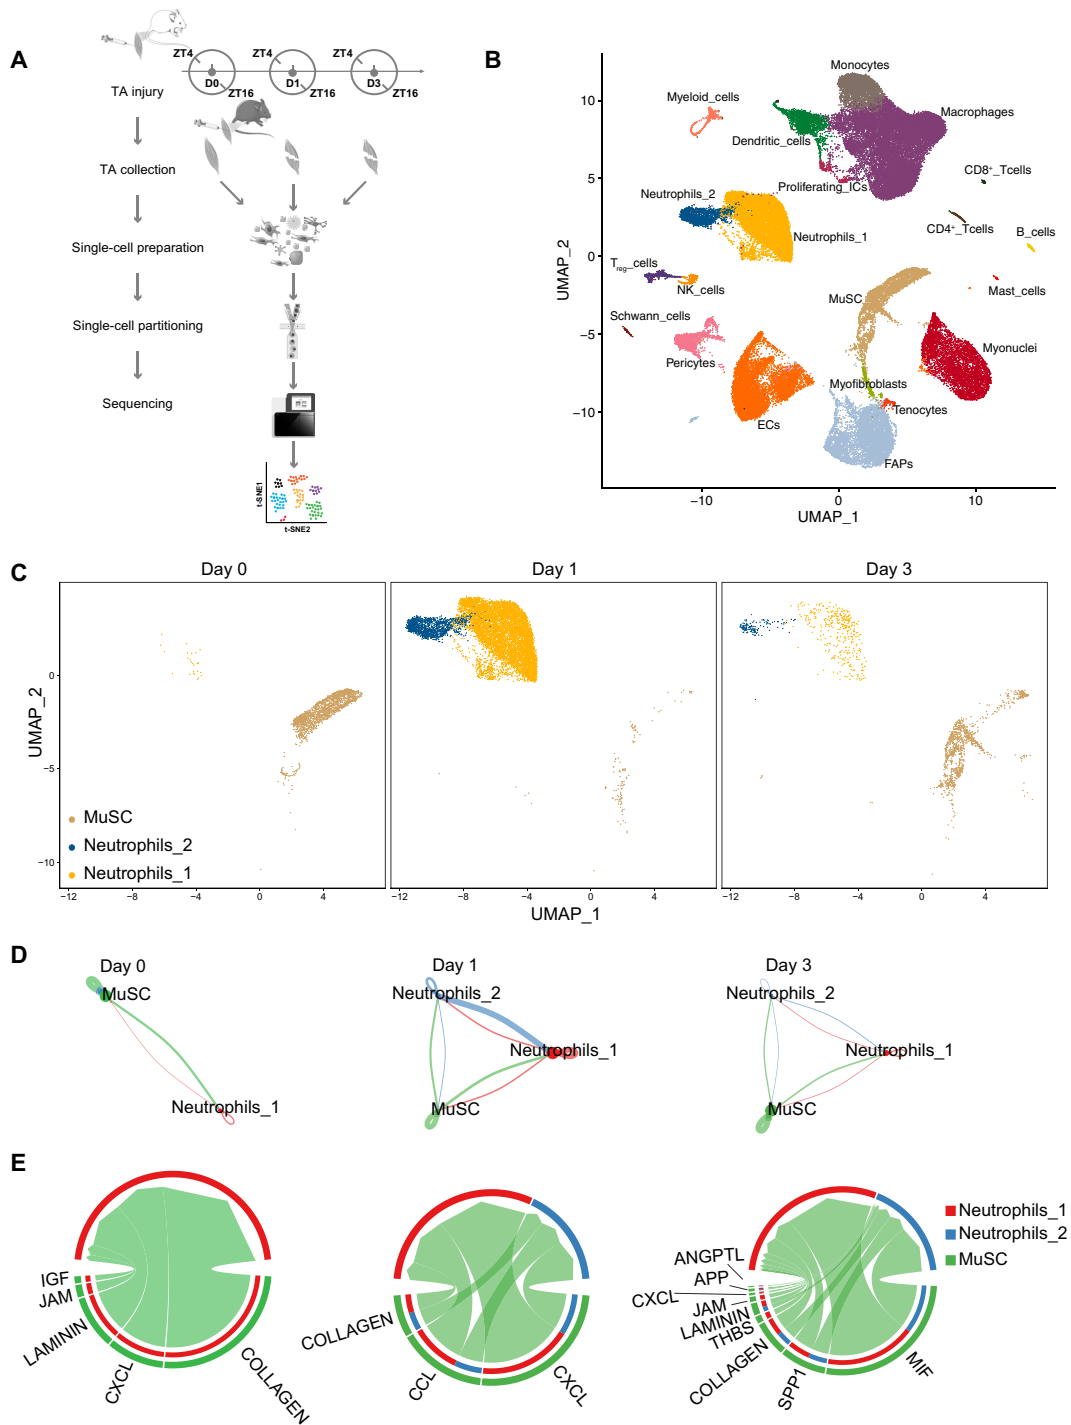 A
ZT4
ZT4
ZT4
D0
D1
D3
ZT16
ZT16
ZT16
TA injury
TA collection
Single-cell preparation
Single-cell partitioning
Sequencing
t-SNE1
t-SNE2
B
UMAP_2
10
5
0
−5
−10
−10
0
10
UMAP_1
Monocytes
Myeloid_cells
Macrophages
Dendritic_cells
CD8+_Tcells
Proliferating_ICs
Neutrophils_2
CD4+_Tcells
B_cells
Neutrophils_1
Treg_cells
NK_cells
Mast_cells
MuSC
Schwann_cells
Myonuclei
Pericytes
Myofibroblasts
Tenocytes
ECs
FAPs
C
Day 0
Day 1
Day 3
UMAP_2
0
−5
−10
MuSC
Neutrophils_2
Neutrophils_1
−12
−8
−4
0
4
−12
−8
−4
0
4
−12
−8
−4
0
4
UMAP_1
D
Day 0
MuSC
Neutrophils_1
Day 1
Neutrophils_2
Neutrophils_1
MuSC
Day 3
Neutrophils_2
Neutrophils_1
MuSC
E
IGF
JAM
LAMININ
CXCL
COLLAGEN
COLLAGEN
CCL
CXCL
ANGPTL
APP
CXCL
JAM
LAMININ
THBS
COLLAGEN
SPP1
MIF
Neutrophils_1
Neutrophils_2
MuSC